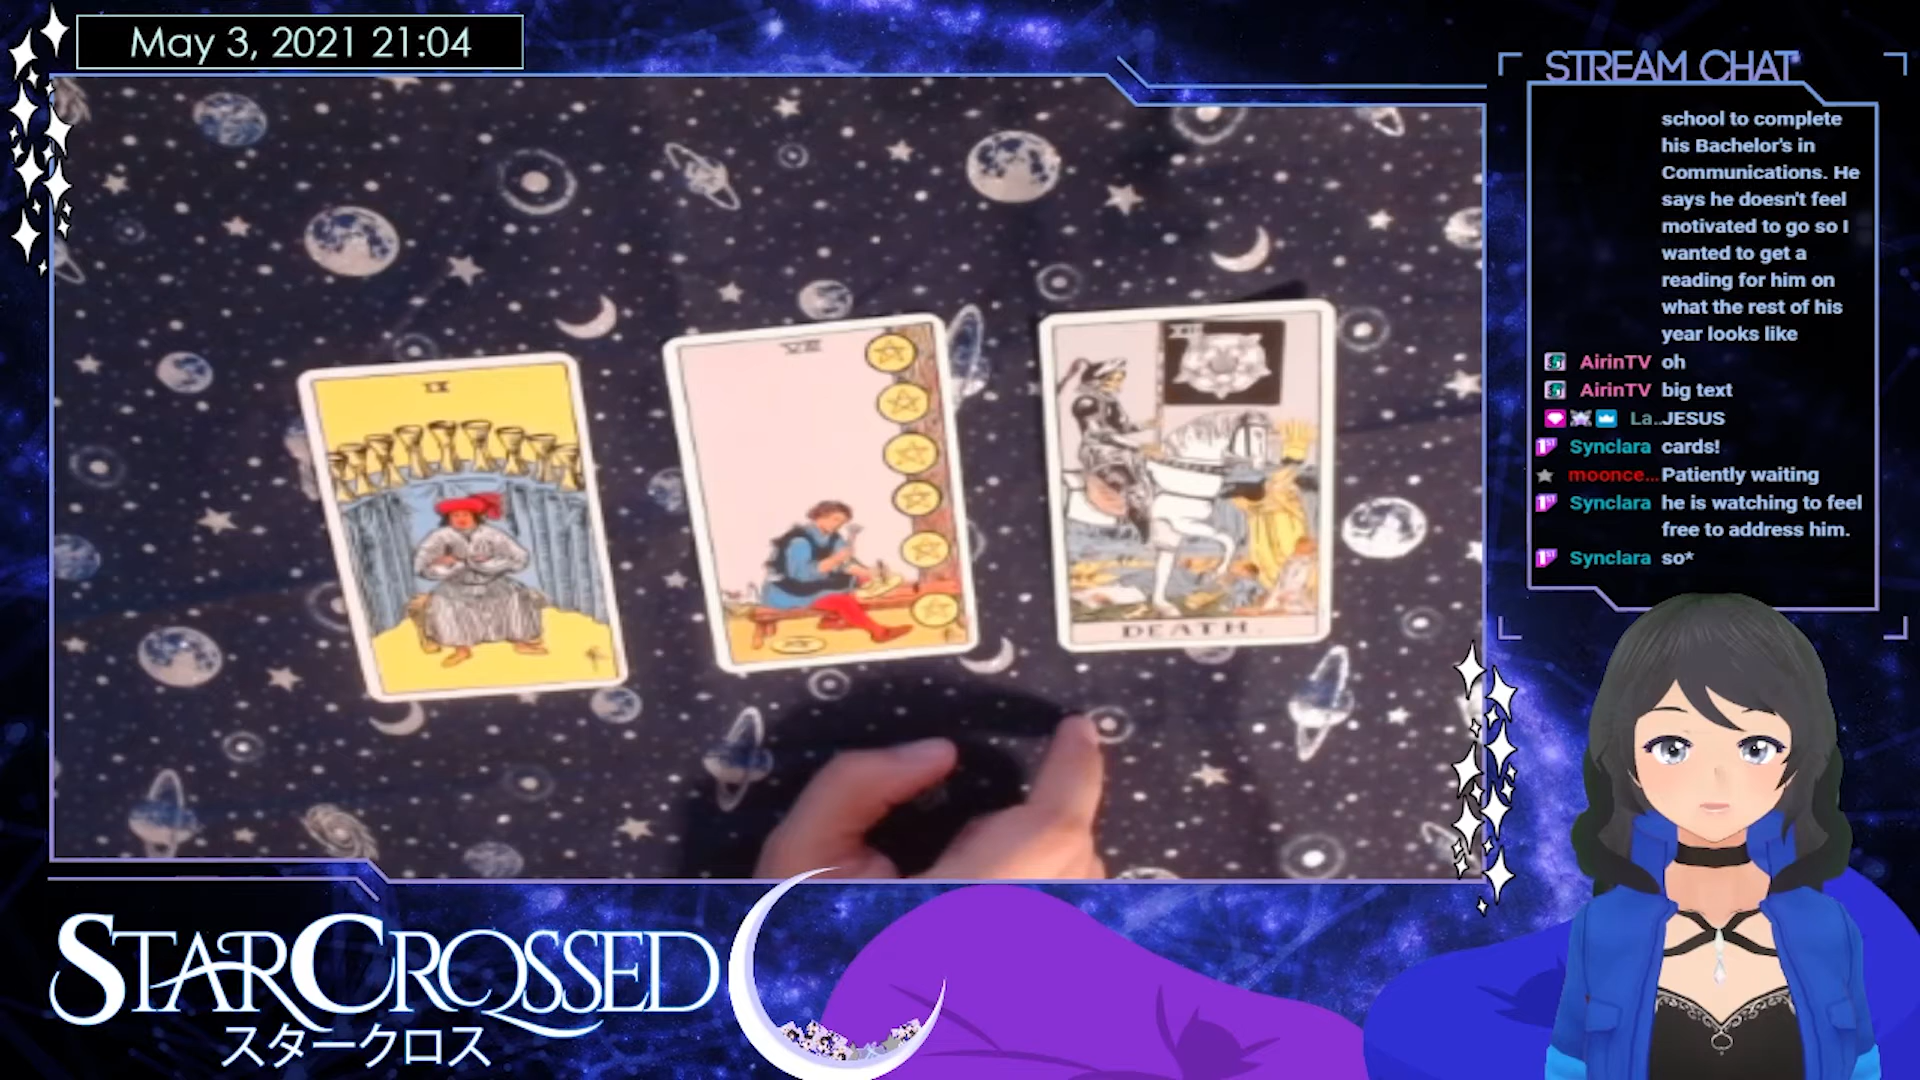 May 3, 2021 21:04
STREAM CHAT
school to complete
his Bachelor's in
Communications. He
says he doesn't feel
motivated to go so I
wanted to get a
reading for him on
what the rest of his
year looks like
AirinTV oh
AirinTV big text
La.. JESUS
Synclara cards!
moonce... Patiently waiting
Synclara he is watching to feel
free to address him.
Synclara so*
IX
VIII
XIII
DEATH.
STARCROSSED
スタークロス